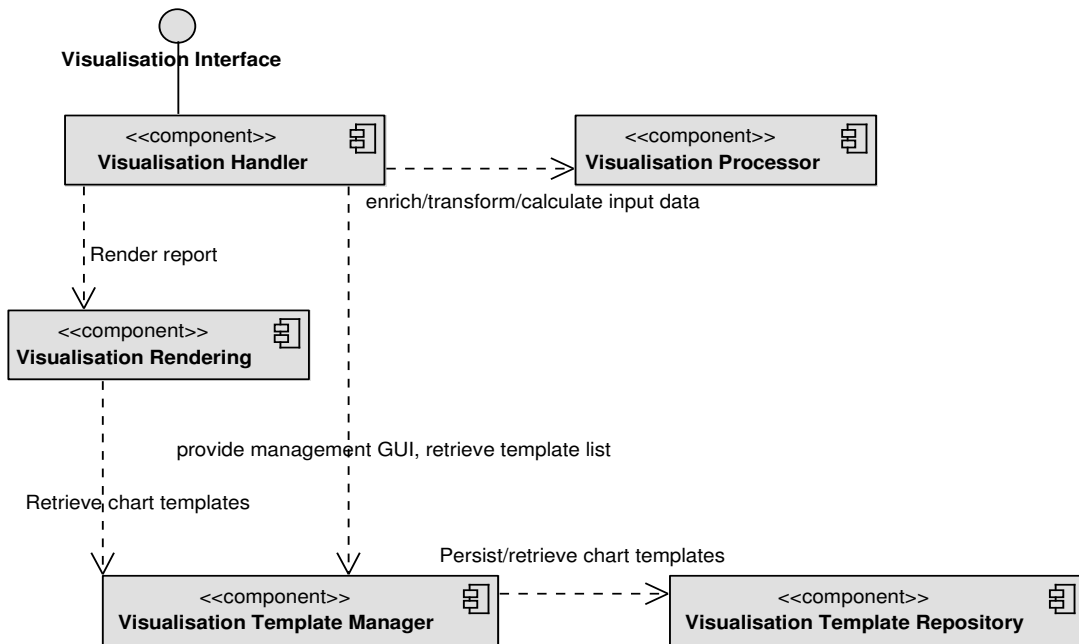 Visualisation Interface
<<component>>
Visualisation Handler
<<component>>
Visualisation Processor
enrich/transform/calculate input data
Render report
<<component>>
Visualisation Rendering
provide management GUI, retrieve template list
Retrieve chart templates
Persist/retrieve chart templates
<<component>>
Visualisation Template Manager
<<component>>
Visualisation Template Repository